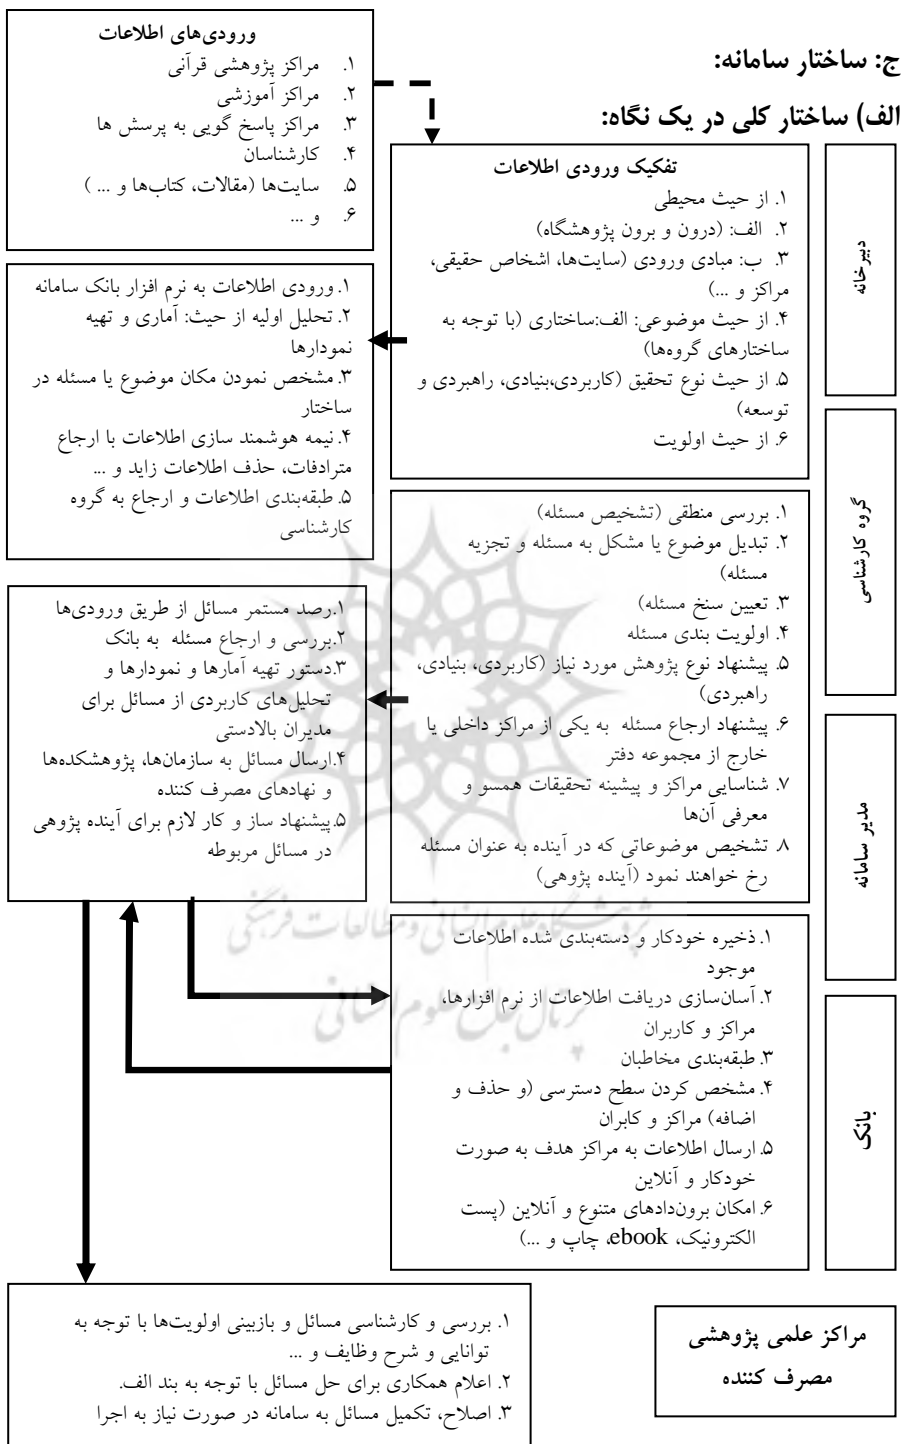 ج: ساختار سامانه:
الف) ساختار کلی در یک نگاه:
ورودی‌های اطلاعات
۱. مراکز پژوهشی قرآنی
۲. مراکز آموزشی
۳. مراکز پاسخ گویی به پرسش ها
۴. کارشناسان
۵. سایت‌ها (مقالات، کتاب‌ها و ... )
۶. و ...
دبیرخانه
تفکیک ورودی اطلاعات
۱. از حیث محیطی
۲. الف: (درون و برون پژوهشگاه)
۳. ب: مبادی ورودی (سایت‌ها، اشخاص حقیقی،
مراکز و ...)
۴. از حیث موضوعی: الف:ساختاری (با توجه به
ساختارهای گروه‌ها)
۵. از حیث نوع تحقیق (کاربردی،بنیادی، راهبردی و
توسعه)
۶. از حیث اولویت
۱. ورودی اطلاعات به نرم افزار بانک سامانه
۲. تحلیل اولیه از حیث: آماری و تهیه
نمودارها
۳. مشخص نمودن مکان موضوع یا مسئله در
ساختار
۴. نیمه هوشمند سازی اطلاعات با ارجاع
مترادفات، حذف اطلاعات زاید و ...
۵. طبقه‌بندی اطلاعات و ارجاع به گروه
کارشناسی
گروه کارشناسی
۱. بررسی منطقی (تشخیص مسئله)
۲. تبدیل موضوع یا مشکل به مسئله و تجزیه
مسئله)
۳. تعیین سنخ مسئله)
۴. اولویت بندی مسئله
۵. پیشنهاد نوع پژوهش مورد نیاز (کاربردی، بنیادی،
راهبردی)
۶. پیشنهاد ارجاع مسئله به یکی از مراکز داخلی یا
خارج از مجموعه دفتر
۷. شناسایی مراکز و پیشینه تحقیقات همسو و
معرفی آن‌ها
۸. تشخیص موضوعاتی که در آینده به عنوان مسئله
رخ خواهند نمود (آینده پژوهی)
مدیر سامانه
۱.رصد مستمر مسائل از طریق ورودی‌ها
۲.بررسی و ارجاع مسئله به بانک
۳.دستور تهیه آمارها و نمودارها و
تحلیل‌های کاربردی از مسائل برای
مدیران بالادستی
۴.ارسال مسائل به سازمان‌ها، پژوهشکده‌ها
و نهادهای مصرف کننده
۵.پیشنهاد ساز و کار لازم برای آینده پژوهی
در مسائل مربوطه
پژوهشگاه علوم انسانی و مطالعات فرهنگی
پرتال جامع علوم انسانی
بانک
۱. ذخیره خودکار و دسته‌بندی شده اطلاعات
موجود
۲. آسان‌سازی دریافت اطلاعات از نرم افزارها،
مراکز و کاربران
۳. طبقه‌بندی مخاطبان
۴. مشخص کردن سطح دسترسی (و حذف و
اضافه) مراکز و کابران
۵. ارسال اطلاعات به مراکز هدف به صورت
خودکار و آنلاین
۶. امکان برون‌دادهای متنوع و آنلاین (پست
الکترونیک، ebook، چاپ و ...)
مراکز علمی پژوهشی
مصرف کننده
۱. بررسی و کارشناسی مسائل و بازبینی اولویت‌ها با توجه به
توانایی و شرح وظایف و ...
۲. اعلام همکاری برای حل مسائل با توجه به بند الف.
۳. اصلاح، تکمیل مسائل به سامانه در صورت نیاز به اجرا